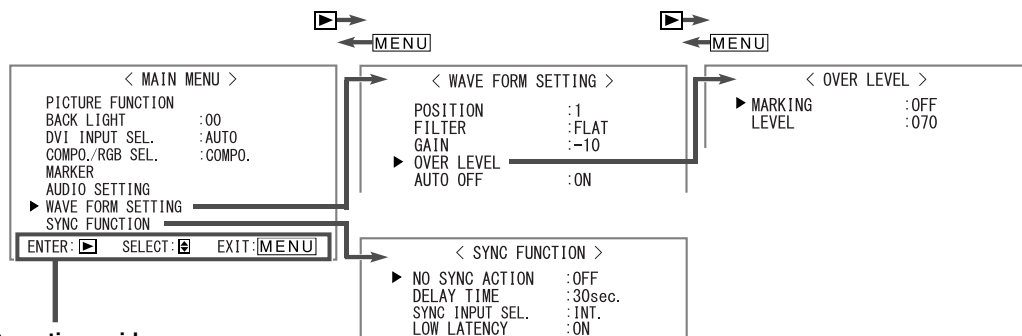 MENU MENU
< MAIN MENU >
PICTURE FUNCTION
BACK LIGHT :00
DVI INPUT SEL. :AUTO
COMPO./RGB SEL. :COMPO.
MARKER
AUDIO SETTING
▶ WAVE FORM SETTING
SYNC FUNCTION
ENTER: ▶ SELECT: EXIT: MENU
< WAVE FORM SETTING >
POSITION :1
FILTER :FLAT
GAIN :-10
▶ OVER LEVEL
AUTO OFF :ON
< OVER LEVEL >
▶ MARKING :OFF
LEVEL :070
< SYNC FUNCTION >
▶ NO SYNC ACTION :OFF
DELAY TIME :30sec.
SYNC INPUT SEL. :INT.
LOW LATENCY :ON